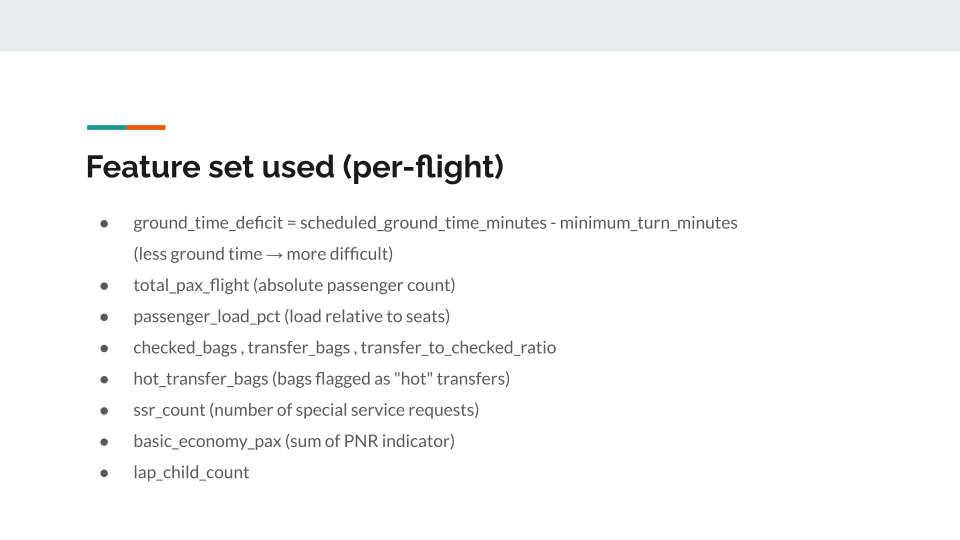 Feature set used (per-flight)
● ground_time_deficit = scheduled_ground_time_minutes - minimum_turn_minutes
(less ground time → more difficult)
● total_pax_flight (absolute passenger count)
● passenger_load_pct (load relative to seats)
● checked_bags , transfer_bags , transfer_to_checked_ratio
● hot_transfer_bags (bags flagged as "hot" transfers)
● ssr_count (number of special service requests)
● basic_economy_pax (sum of PNR indicator)
● lap_child_count